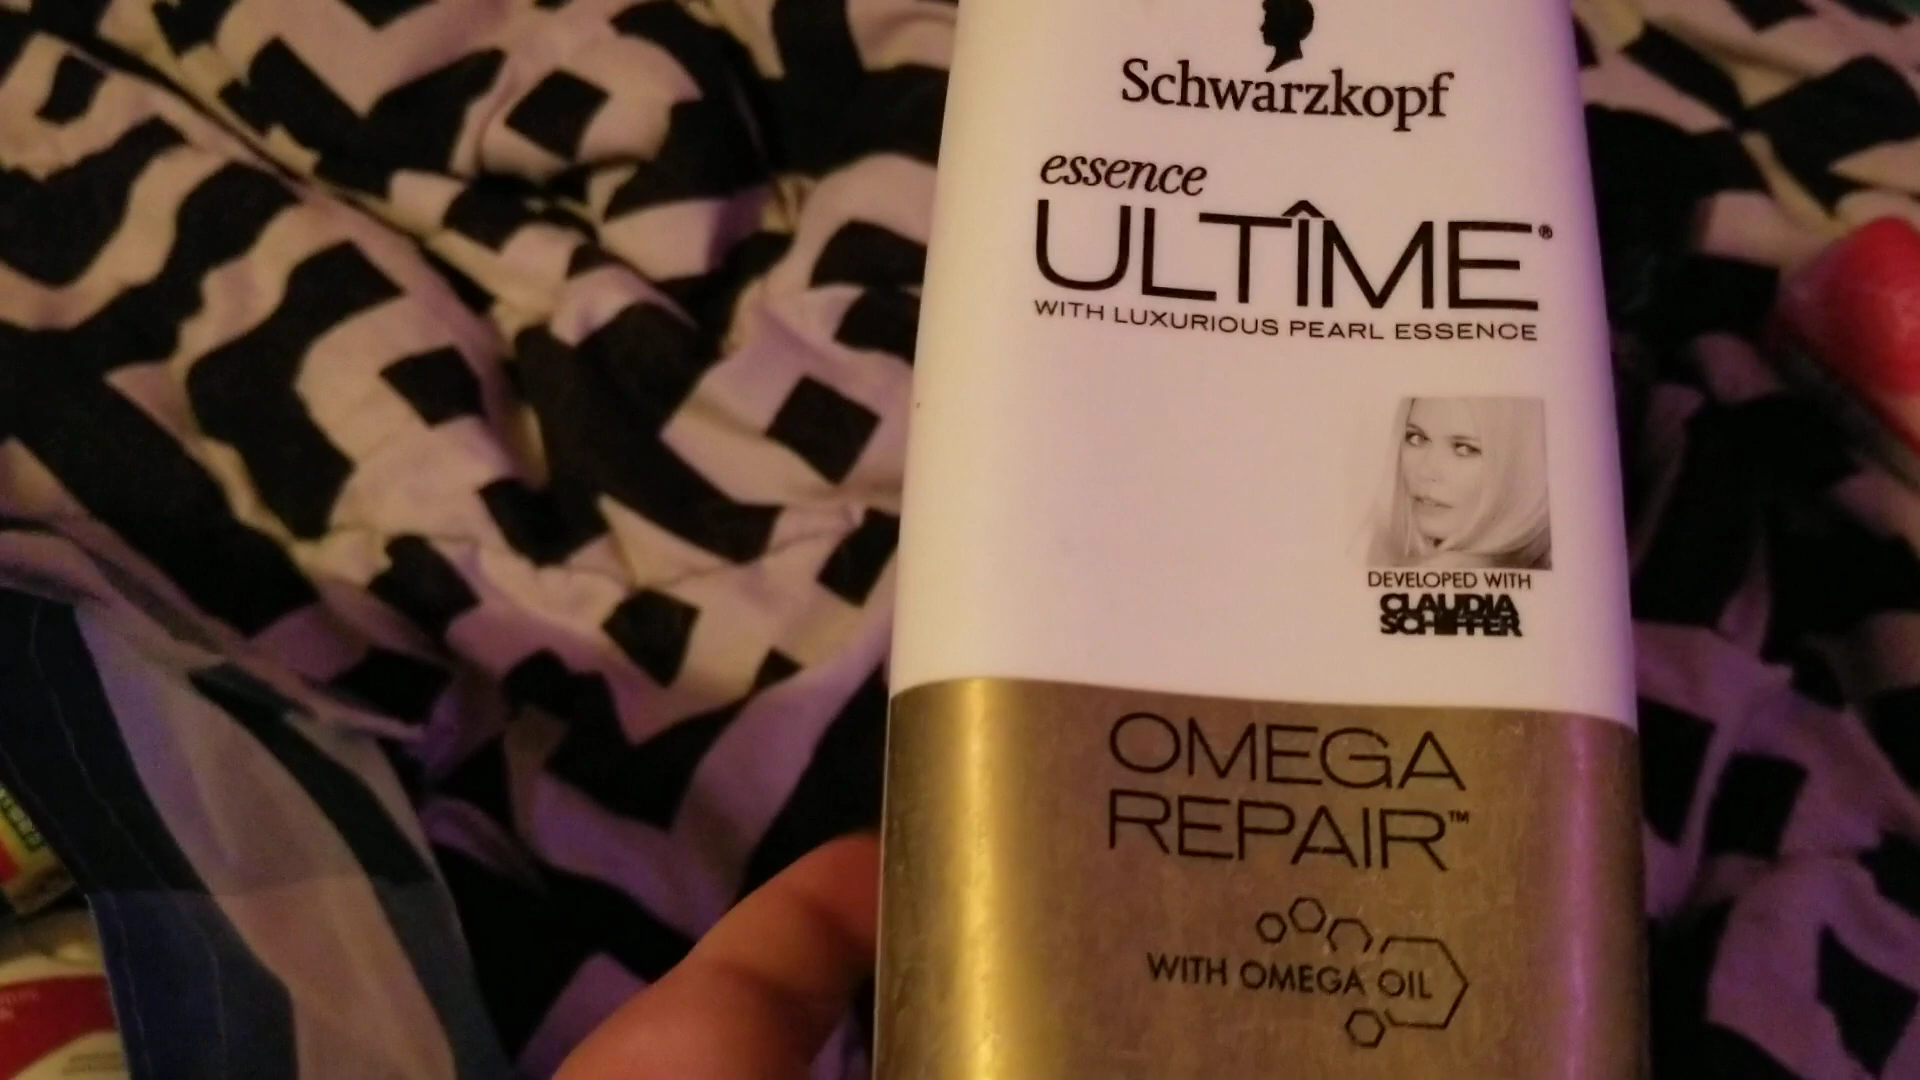 Schwarzkopf
essence
ULTÎME®
WITH LUXURIOUS PEARL ESSENCE
DEVELOPED WITH
CLAUDIA
SCHIFFER
OMEGA
REPAIR™
WITH OMEGA OIL